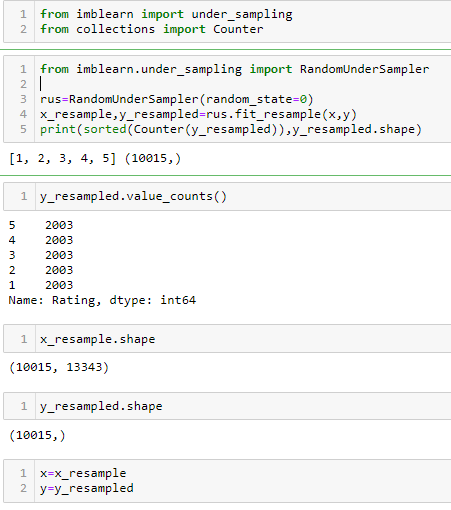 1 from imblearn import under_sampling
2 from collections import Counter
1 from imblearn.under_sampling import RandomUnderSampler
2
3 rus=RandomUnderSampler(random_state=0)
4 x_resample,y_resampled=rus.fit_resample(x,y)
5 print(sorted(Counter(y_resampled)),y_resampled.shape)
[1, 2, 3, 4, 5] (10015,)
1 y_resampled.value_counts()
5    2003
4    2003
3    2003
2    2003
1    2003
Name: Rating, dtype: int64
1 x_resample.shape
(10015, 13343)
1 y_resampled.shape
(10015,)
1 x=x_resample
2 y=y_resampled